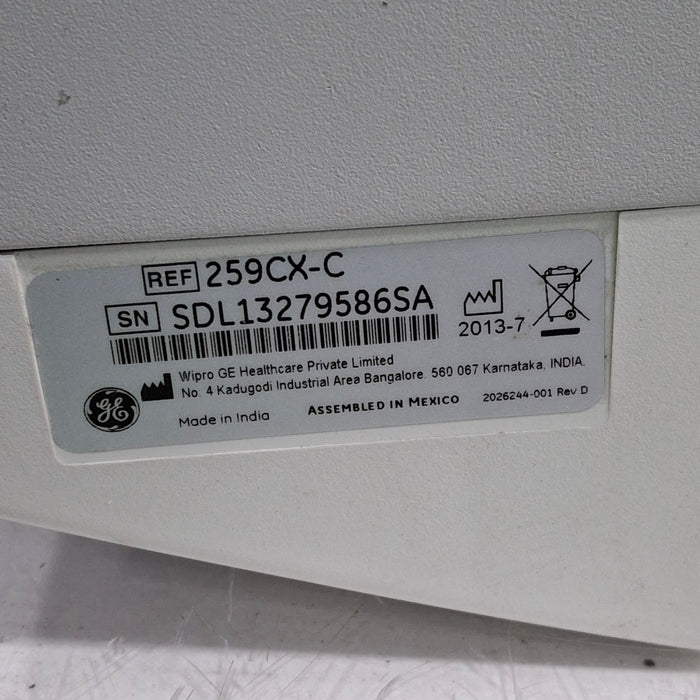 REF 259CX-C
SN SDL13279586SA
2013-7
Wipro GE Healthcare Private Limited
No. 4 Kadugodi Industrial Area Bangalore. 560 067 Karnataka, INDIA.
GE
Made in India
ASSEMBLED IN MEXICO
2026244-001 Rev D